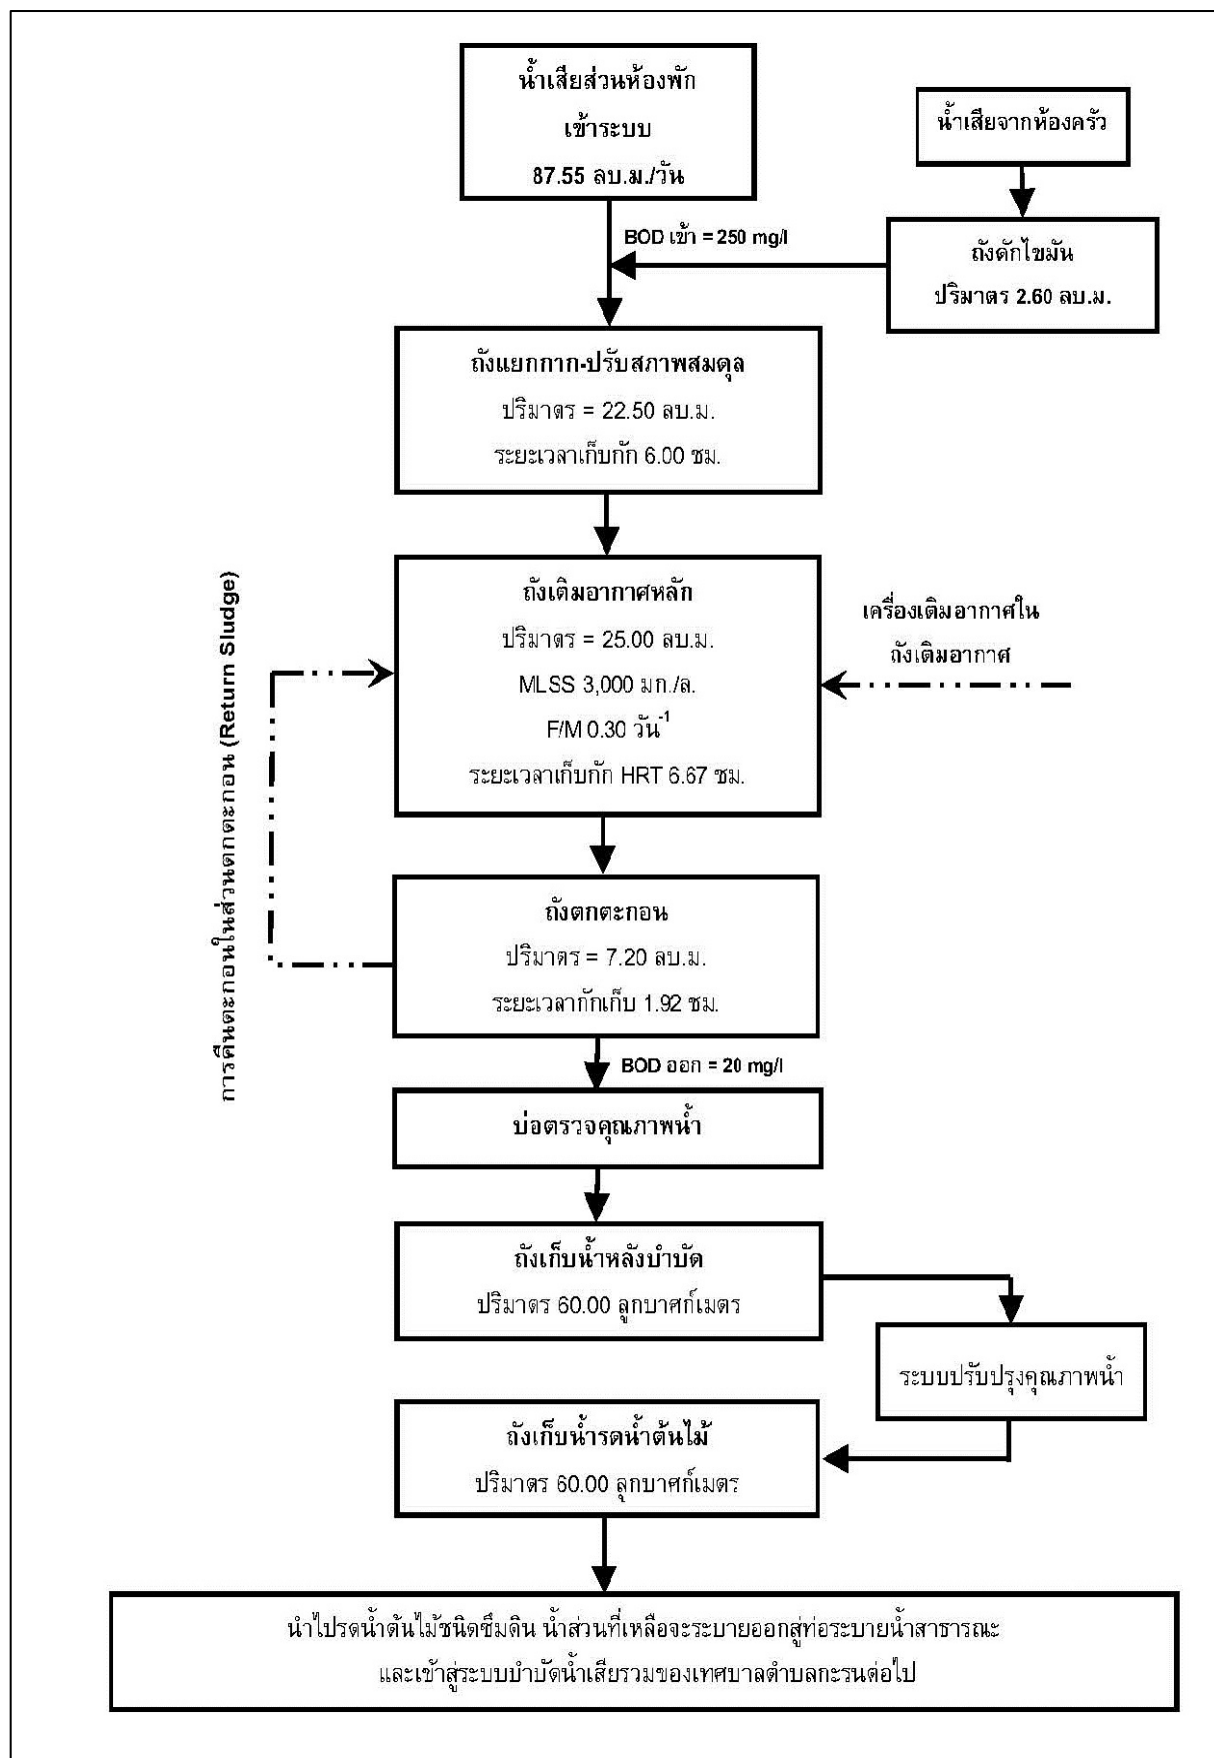 น้ำเสียส่วนห้องพัก
เข้าระบบ
87.55 ลบ.ม./วัน
น้ำเสียจากห้องครัว
BOD เข้า = 250 mg/l
ถังดักไขมัน
ปริมาตร 2.60 ลบ.ม.
ถังแยกกาก-ปรับสภาพสมดุล
ปริมาตร = 22.50 ลบ.ม.
ระยะเวลาเก็บกัก 6.00 ชม.
ถังเติมอากาศหลัก
ปริมาตร = 25.00 ลบ.ม.
MLSS 3,000 มก./ล.
F/M 0.30 วัน⁻¹
ระยะเวลาเก็บกัก HRT 6.67 ชม.
เครื่องเติมอากาศใน
ถังเติมอากาศ
การคืนตะกอนในส่วนตกตะกอน (Return Sludge)
ถังตกตะกอน
ปริมาตร = 7.20 ลบ.ม.
ระยะเวลากักเก็บ 1.92 ชม.
BOD ออก = 20 mg/l
บ่อตรวจคุณภาพน้ำ
ถังเก็บน้ำหลังบำบัด
ปริมาตร 60.00 ลูกบาศก์เมตร
ระบบปรับปรุงคุณภาพน้ำ
ถังเก็บน้ำรดน้ำต้นไม้
ปริมาตร 60.00 ลูกบาศก์เมตร
นำไปรดน้ำต้นไม้ชนิดซึมดิน น้ำส่วนที่เหลือจะระบายออกสู่ท่อระบายน้ำสาธารณะ
และเข้าสู่ระบบบำบัดน้ำเสียรวมของเทศบาลตำบลกะรนต่อไป